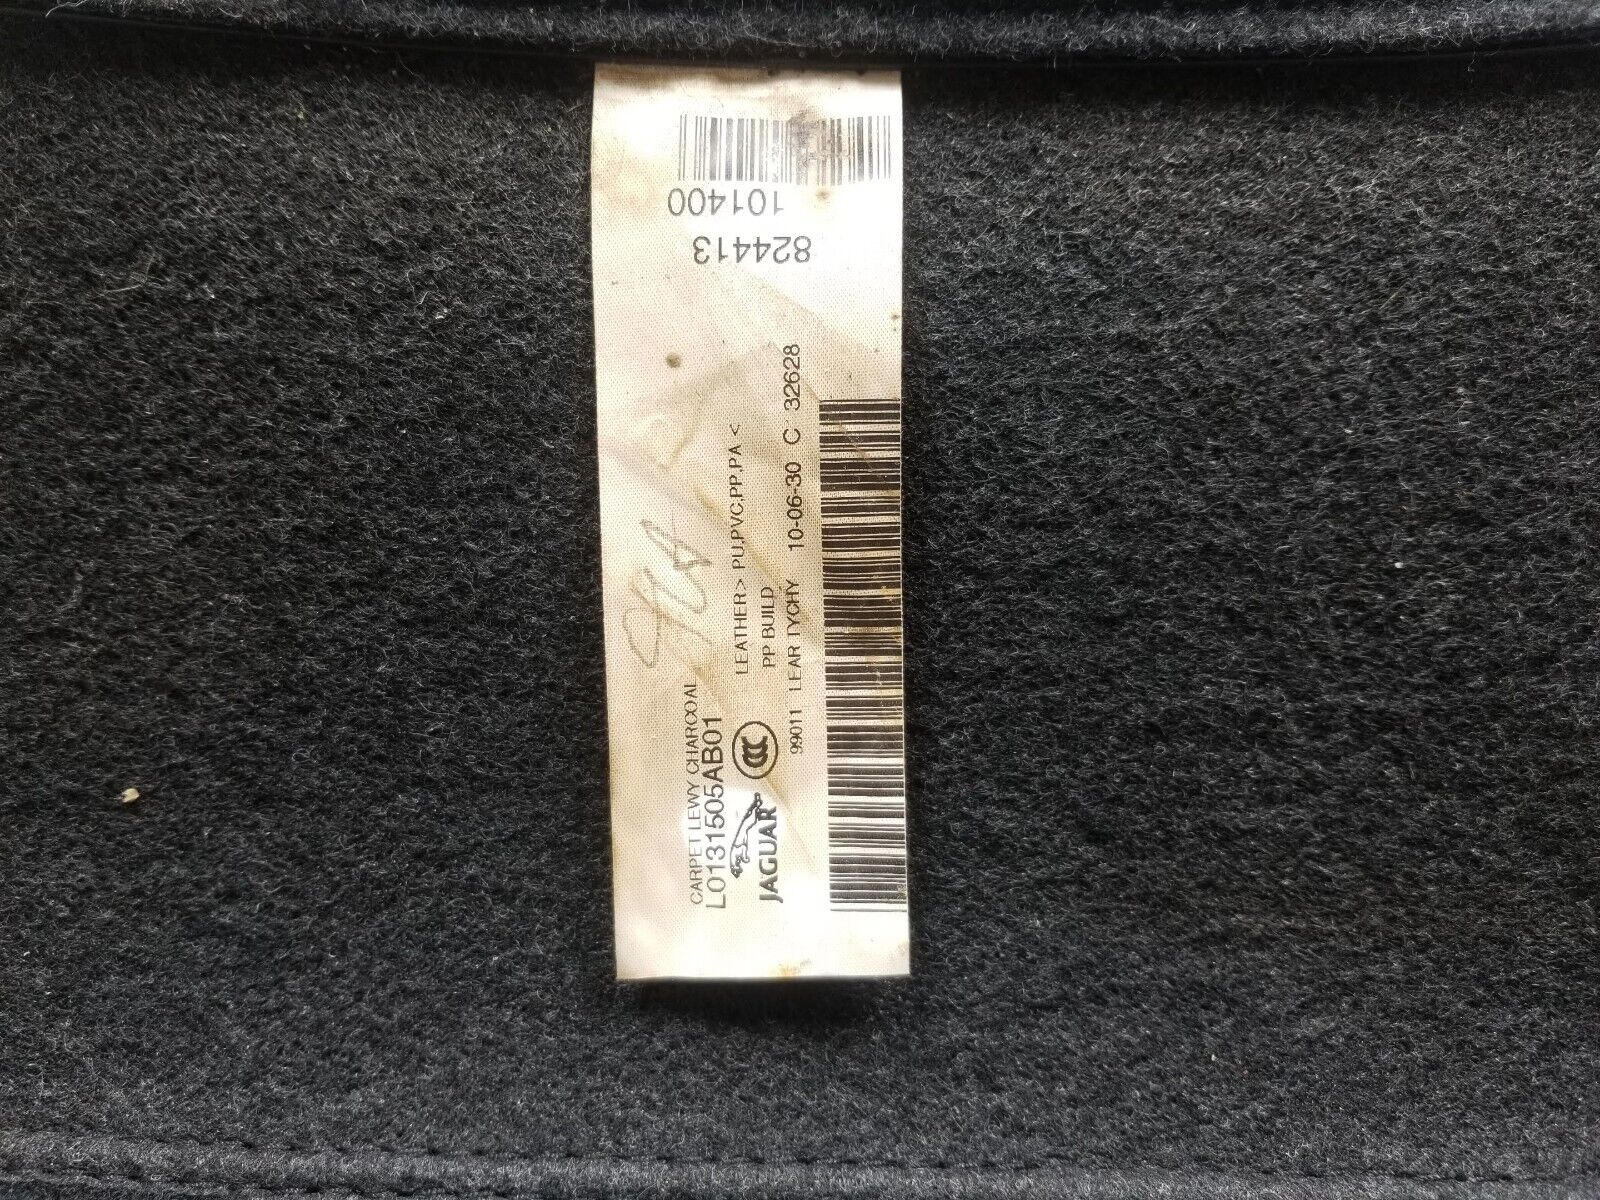 101400
824413
CARPET LEWY CHARCOAL
L0131505AB01
JAGUAR
CCC
LEATHER> PU,PVC,PP,PA <
PP BUILD
99011 LEAR TYCHY 10-06-30 C 32628